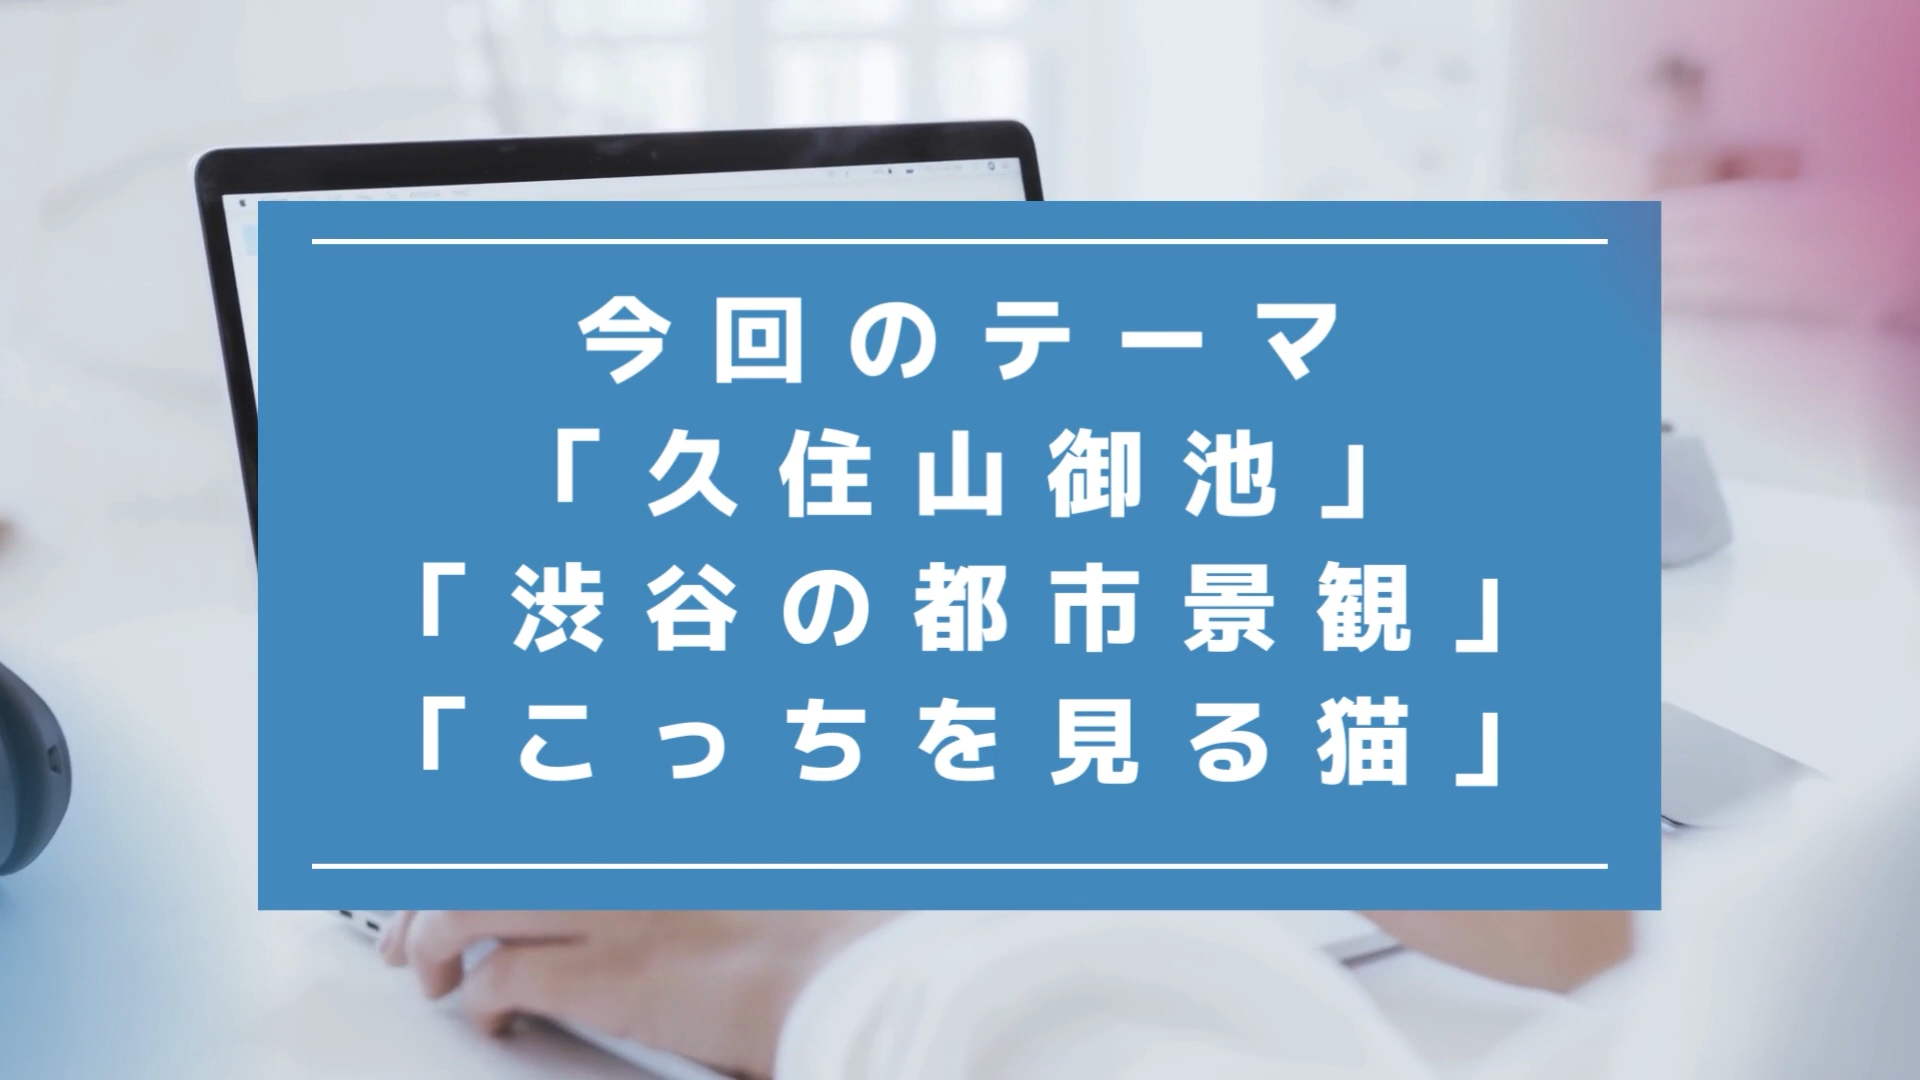 今回のテーマ
「久住山御池」
「渋谷の都市景観」
「こっちを見る猫」